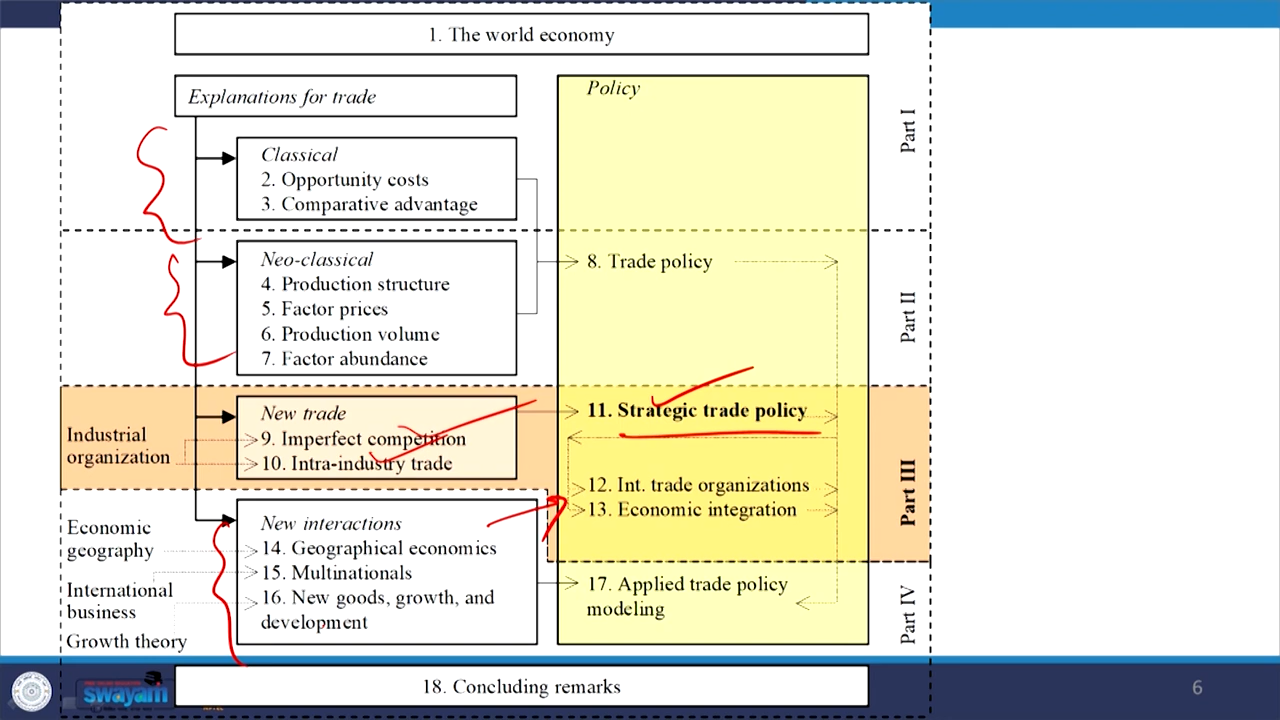 1. The world economy
Explanations for trade
Policy
Part I
Classical
2. Opportunity costs
3. Comparative advantage
Neo-classical
4. Production structure
5. Factor prices
6. Production volume
7. Factor abundance
8. Trade policy
Part II
Industrial
organization
New trade
9. Imperfect competition
10. Intra-industry trade
11. Strategic trade policy
12. Int. trade organizations
13. Economic integration
Part III
Economic
geography
International
business
Growth theory
New interactions
14. Geographical economics
15. Multinationals
16. New goods, growth, and
development
17. Applied trade policy
modeling
Part IV
18. Concluding remarks
swayam
6